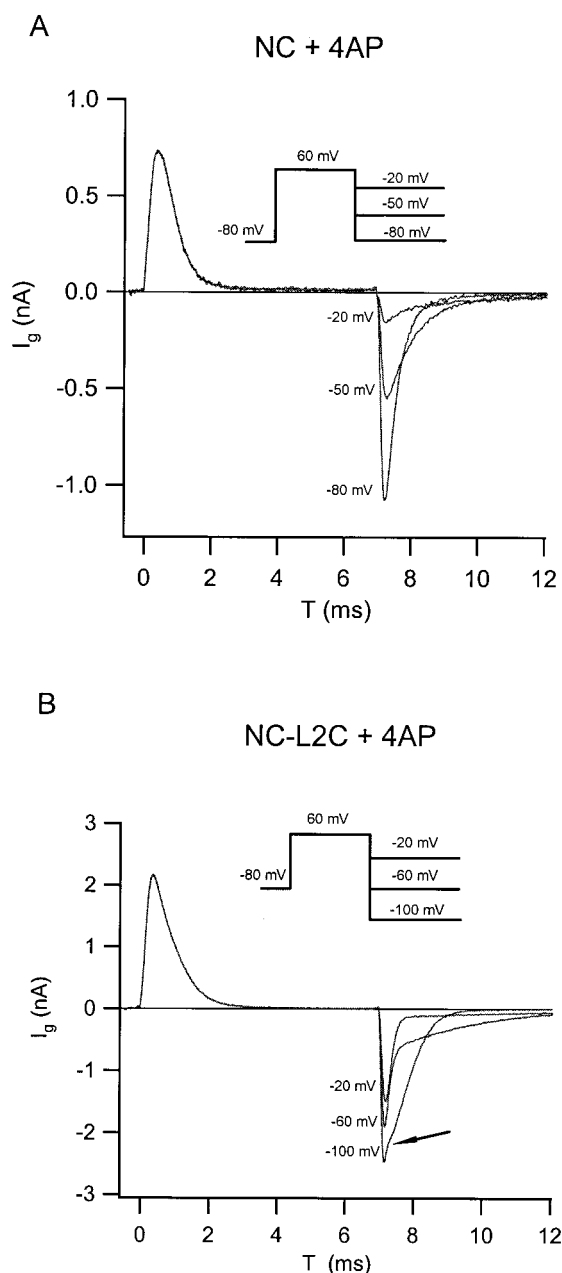 A
NC + 4AP
1.0
60 mV
-20 mV
0.5
-50 mV
-80 mV
-80 mV
0.0
-20 mV
I_g (nA)
-0.5
-50 mV
-1.0
-80 mV
0 2 4 6 8 10 12
T (ms)
B
NC-L2C + 4AP
3
60 mV
-20 mV
2
-80 mV
-60 mV
1
-100 mV
0
I_g (nA)
-1
-20 mV
-60 mV
-2
-100 mV
-3
0 2 4 6 8 10 12
T (ms)